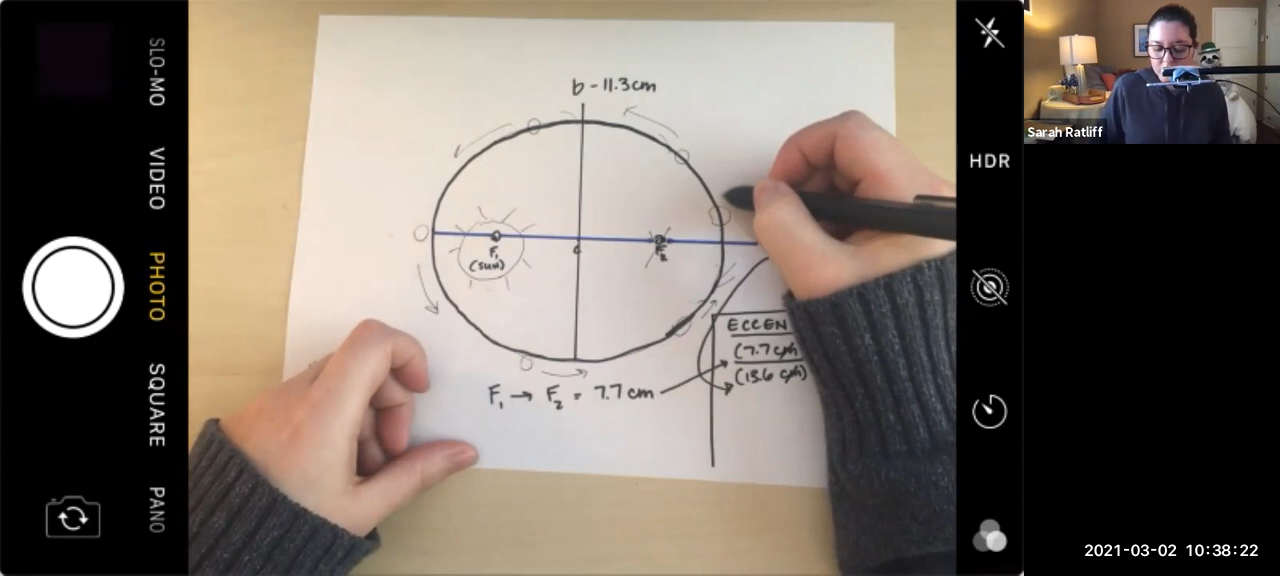 SLO-MO
VIDEO
PHOTO
SQUARE
PANO
b - 11.3cm
F1
(SUN)
c
F2
F1 → F2 = 7.7 cm
ECCEN
(7.7 cm)
(13.6 cm)
HDR
Sarah Ratliff
2021-03-02 10:38:22